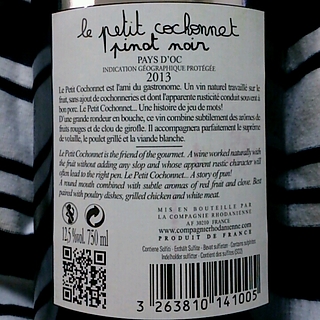 le petit cochonnet
pinot noir
PAYS D'OC
INDICATION GÉOGRAPHIQUE PROTÉGÉE
2013
Le Petit Cochonnet est l'ami du gastronome. Un vin naturel travaillé sur le
fruit, sans ajout de cochonneries et dont l'apparente rusticité conduit souvent à
bon porc. Le Petit Cochonnet... Une histoire de jeu de mots!
D'une grande rondeur en bouche, ce vin combine subtilement des arômes de
fruits rouges et de clou de girofle. Il accompagnera parfaitement le suprême
de volaille, le poulet grillé et la viande blanche.
Le Petit Cochonnet is the friend of the gourmet. A wine worked naturally with
the fruit without adding any slop and whose apparent rustic character will
often lead to the right pen. Le Petit Cochonnet... A story of pun!
A round mouth combined with subtle aromas of red fruit and clove. Best
paired with poultry dishes, grilled chicken and white meat.
MIS EN BOUTEILLE PAR
LA COMPAGNIE RHODANIENNE
AF 30210 FRANCE
www.compagnierhodanienne.com
PRODUIT DE FRANCE
12,5 %vol. 750 ml
3 263810 141005